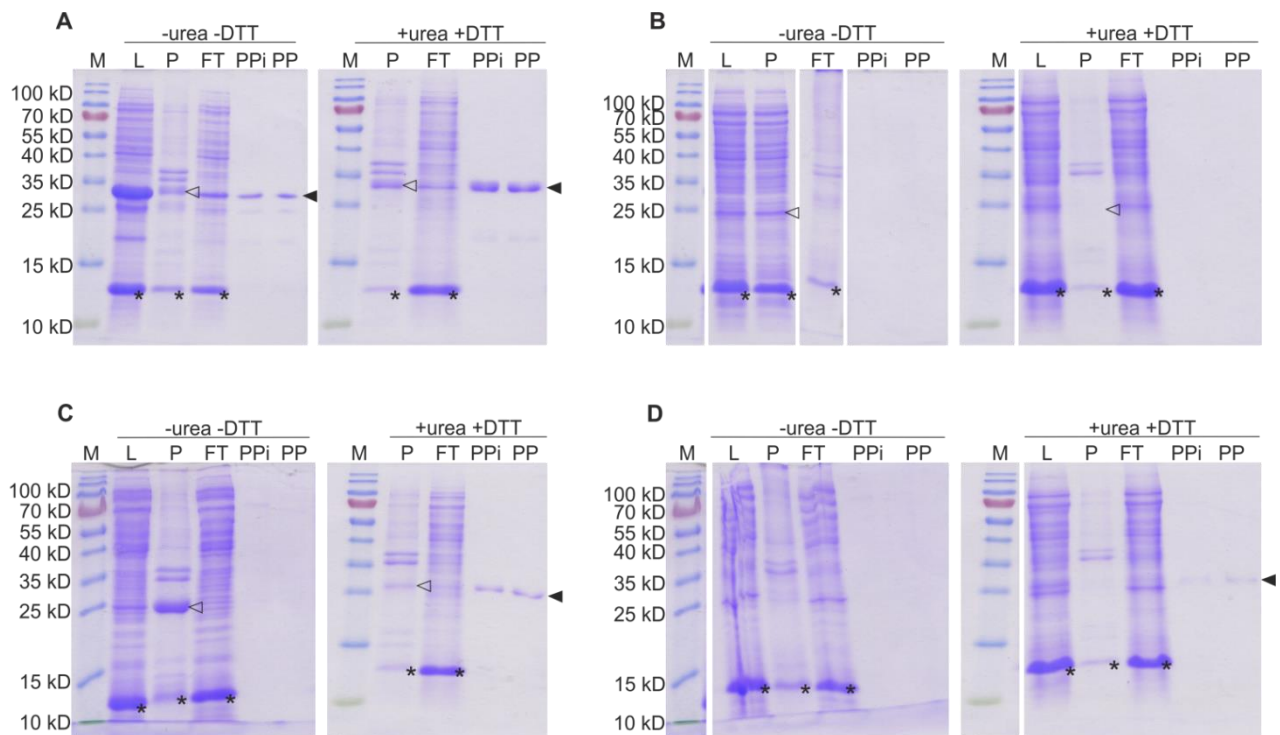 A
-urea -DTT
+urea +DTT
M L P FT PPi PP
M P FT PPi PP
100 kD
70 kD
55 kD
40 kD
35 kD
25 kD
15 kD
10 kD
* * *
* *
B
-urea -DTT
+urea +DTT
M L P FT PPi PP
M L P FT PPi PP
100 kD
70 kD
55 kD
40 kD
35 kD
25 kD
15 kD
10 kD
* * *
* * *
C
-urea -DTT
+urea +DTT
M L P FT PPi PP
M P FT PPi PP
100 kD
70 kD
55 kD
40 kD
35 kD
25 kD
15 kD
10 kD
* * *
* *
D
-urea -DTT
+urea +DTT
M L P FT PPi PP
M L P FT PPi PP
100 kD
70 kD
55 kD
40 kD
35 kD
25 kD
15 kD
10 kD
* * *
* * *